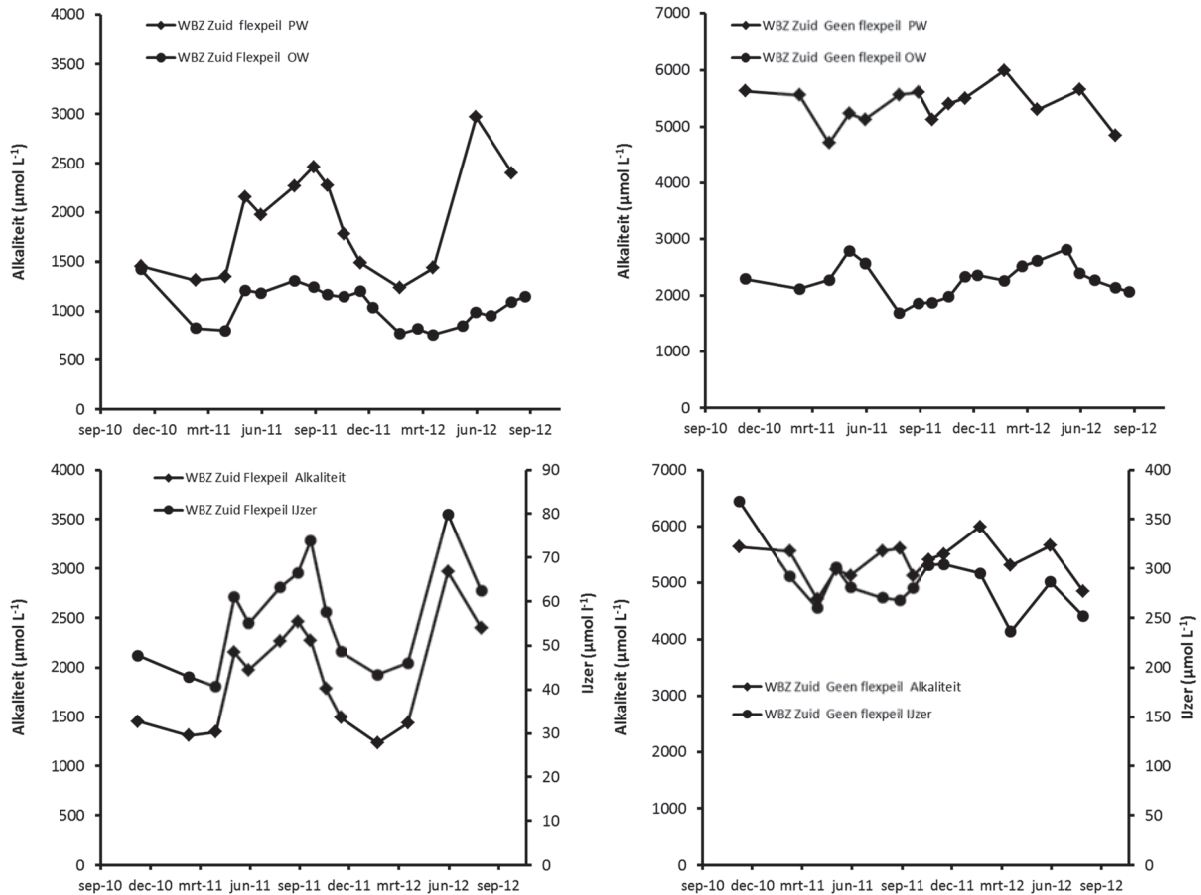 4000
3500
3000
2500
2000
1500
1000
500
0
Alkaliteit (µmol L-1)
WBZ Zuid flexpeil PW
WBZ Zuid Flexpeil OW
sep-10 dec-10 mrt-11 jun-11 sep-11 dec-11 mrt-12 jun-12 sep-12
7000
6000
5000
4000
3000
2000
1000
0
Alkaliteit (µmol L-1)
WBZ Zuid Geen flexpeil PW
WBZ Zuid Geen flexpeil OW
sep-10 dec-10 mrt-11 jun-11 sep-11 dec-11 mrt-12 jun-12 sep-12
4000
3500
3000
2500
2000
1500
1000
500
0
Alkaliteit (µmol L-1)
WBZ Zuid Flexpeil Alkaliteit
WBZ Zuid Flexpeil IJzer
90
80
70
60
50
40
30
20
10
0
IJzer (µmol l-1)
sep-10 dec-10 mrt-11 jun-11 sep-11 dec-11 mrt-12 jun-12 sep-12
7000
6000
5000
4000
3000
2000
1000
0
Alkaliteit (µmol L-1)
WBZ Zuid Geen flexpeil Alkaliteit
WBZ Zuid Geen flexpeil IJzer
400
350
300
250
200
150
100
50
0
IJzer (µmol L-1)
sep-10 dec-10 mrt-11 jun-11 sep-11 dec-11 mrt-12 jun-12 sep-12